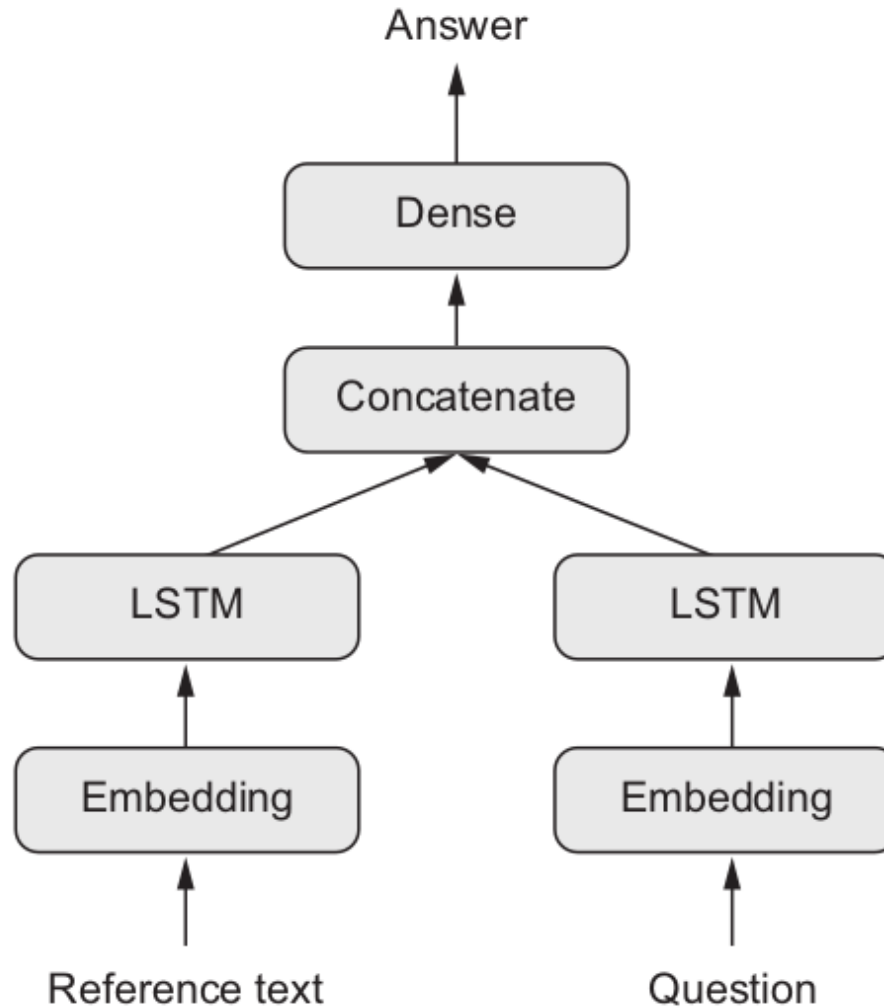 Answer
Dense
Concatenate
LSTM LSTM
Embedding Embedding
Reference text Question